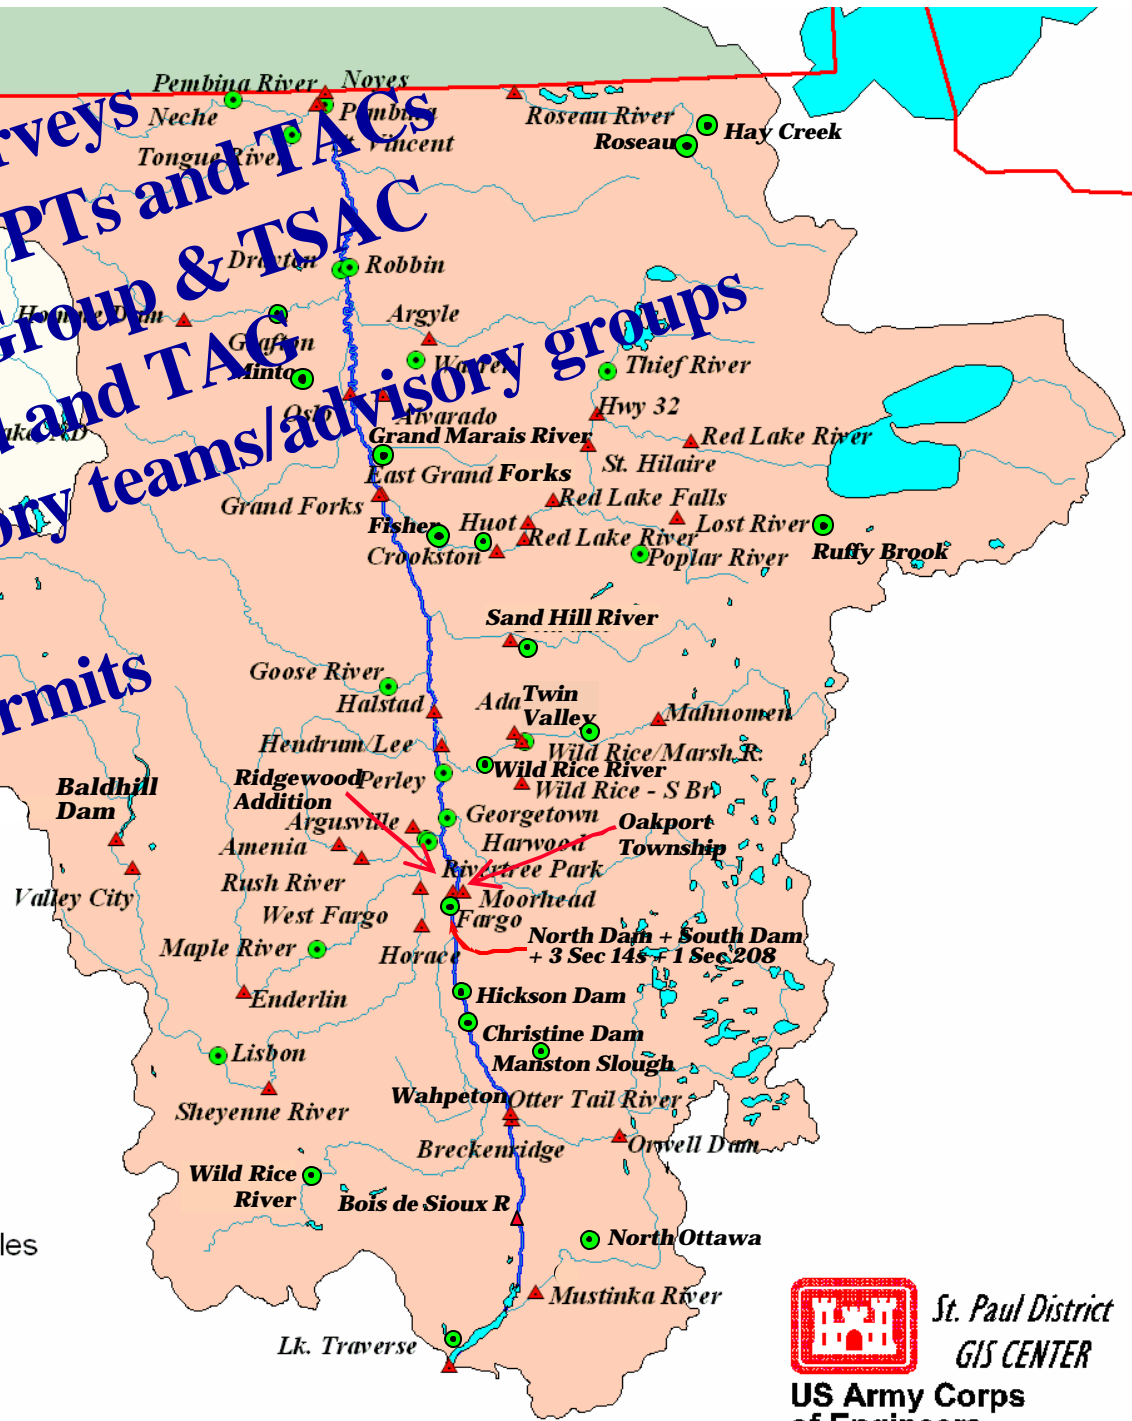 Pembina River
Noyes
Neche
Pembina
St. Vincent
Tongue River
Roseau River
Roseau
Hay Creek
rveys
PTs and TACs
Group & TSAC
and TAG
ory teams/advisory groups
rmits
Drayton
Robbin
Homme Dam
Grafton
Argyle
Warren
Minto
Thief River
Oslo
Alvarado
Hwy 32
ake, ND
Grand Marais River
Red Lake River
East Grand Forks
St. Hilaire
Grand Forks
Red Lake Falls
Fisher
Huot
Lost River
Crookston
Red Lake River
Poplar River
Ruffy Brook
Sand Hill River
Goose River
Halstad
Ada
Twin
Valley
Mahnomen
Hendrum/Lee
Wild Rice/Marsh R.
Ridgewood
Addition
Perley
Wild Rice River
Wild Rice - S Br.
Baldhill
Dam
Argusville
Georgetown
Oakport
Township
Amenia
Harwood
Rush River
Rivertree Park
Valley City
West Fargo
Moorhead
Fargo
Maple River
Horace
North Dam + South Dam
+ 3 Sec 14s + 1 Sec 208
Enderlin
Hickson Dam
Christine Dam
Lisbon
Manston Slough
Sheyenne River
Wahpeton
Otter Tail River
Breckenridge
Orwell Dam
Wild Rice
River
Bois de Sioux R
North Ottawa
les
Mustinka River
Lk. Traverse
St. Paul District
GIS CENTER
US Army Corps
of Engineers